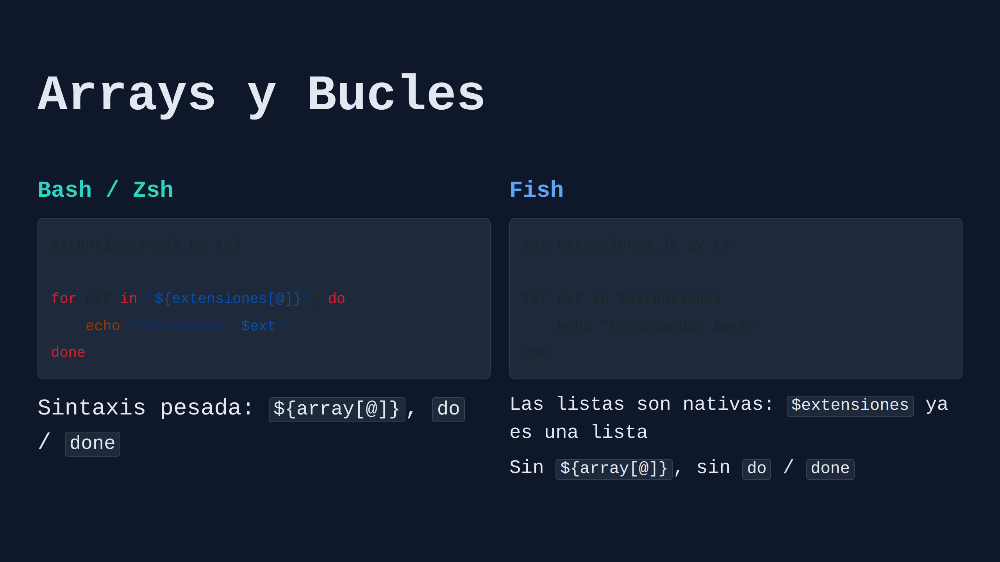 Arrays y Bucles
Bash / Zsh
extensiones=(js py ts)
for ext in "${extensiones[@]}"; do
    echo "Procesando: $ext"
done
Sintaxis pesada: ${array[@]}, do
/ done
Fish
set extensiones js py ts
for ext in $extensiones
    echo "Procesando: $ext"
end
Las listas son nativas: $extensiones ya
es una lista
Sin ${array[@]}, sin do / done